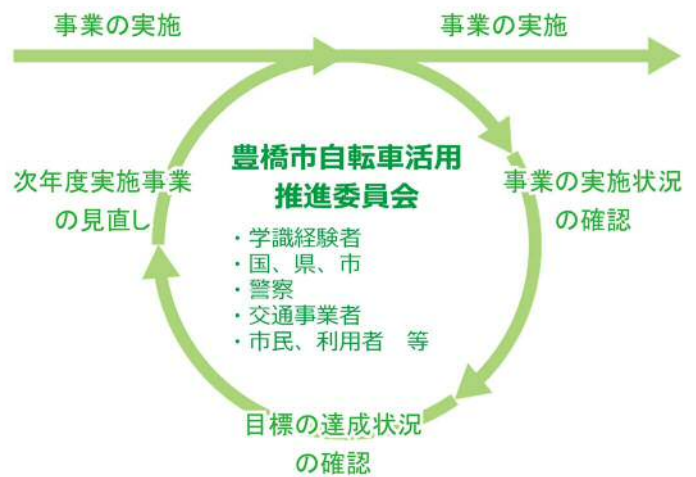 事業の実施
事業の実施
豊橋市自転車活用
推進委員会
・学識経験者
・国、県、市
・警察
・交通事業者
・市民、利用者　等
事業の実施状況
の確認
目標の達成状況
の確認
次年度実施事業
の見直し